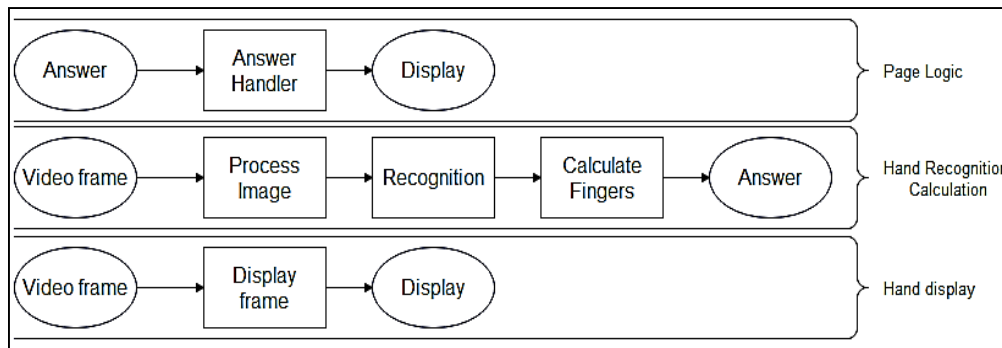 Answer
Answer
Handler
Display
Page Logic
Video frame
Process
Image
Recognition
Calculate
Fingers
Answer
Hand Recognition
Calculation
Video frame
Display
frame
Display
Hand display